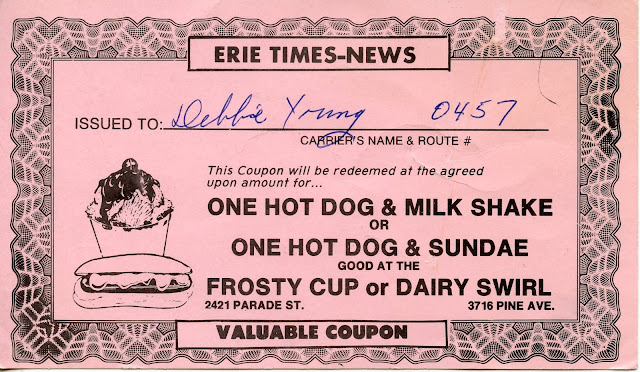 ERIE TIMES-NEWS
ISSUED TO: Debbie Young 0457
CARRIER'S NAME & ROUTE #
This Coupon will be redeemed at the agreed
upon amount for...
ONE HOT DOG & MILK SHAKE
OR
ONE HOT DOG & SUNDAE
GOOD AT THE
FROSTY CUP or DAIRY SWIRL
2421 PARADE ST. 3716 PINE AVE.
VALUABLE COUPON